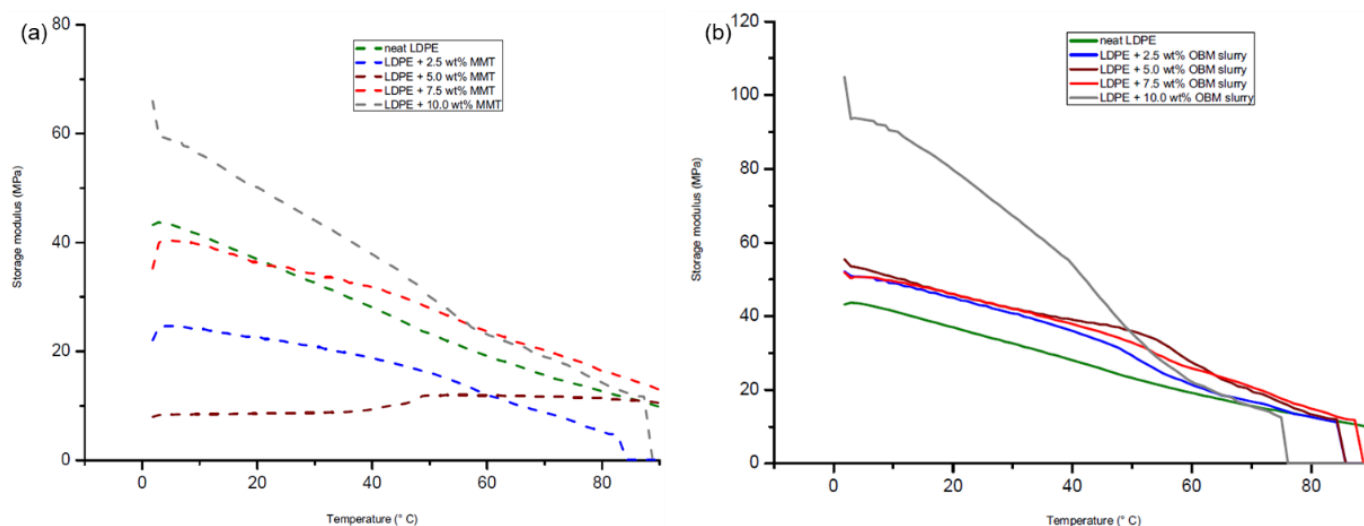 (a)
80
60
40
20
0
Storage modulus (MPa)
neat LDPE
LDPE + 2.5 wt% MMT
LDPE + 5.0 wt% MMT
LDPE + 7.5 wt% MMT
LDPE + 10.0 wt% MMT
0 20 40 60 80
Temperature (° C)
(b)
120
100
80
60
40
20
0
Storage modulus (MPa)
neat LDPE
LDPE + 2.5 wt% OBM slurry
LDPE + 5.0 wt% OBM slurry
LDPE + 7.5 wt% OBM slurry
LDPE + 10.0 wt% OBM slurry
0 20 40 60 80
Temperature (° C)